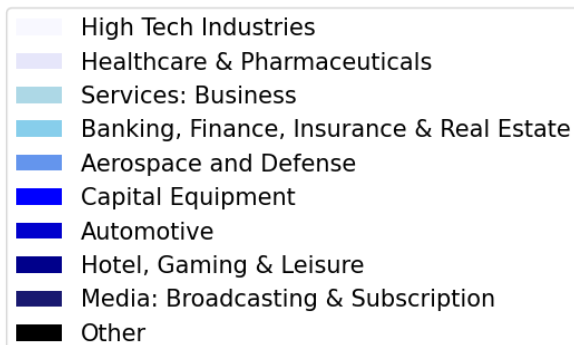 High Tech Industries
Healthcare & Pharmaceuticals
Services: Business
Banking, Finance, Insurance & Real Estate
Aerospace and Defense
Capital Equipment
Automotive
Hotel, Gaming & Leisure
Media: Broadcasting & Subscription
Other